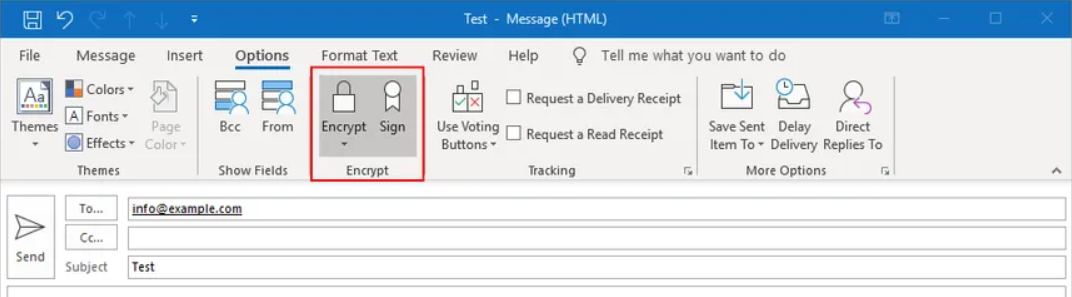 Test - Message (HTML)
File Message Insert Options Format Text Review Help Tell me what you want to do
Aa Colors Request a Delivery Receipt
A Fonts
Themes Page Bcc From Encrypt Sign Use Voting Request a Read Receipt Save Sent Delay Direct
Effects Color Buttons Item To Delivery Replies To
Themes Show Fields Encrypt Tracking More Options
To... info@example.com
Cc...
Send
Subject Test